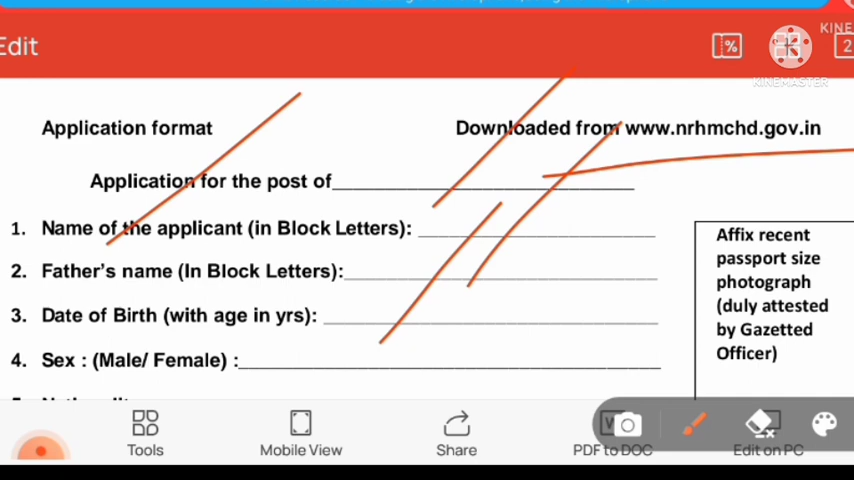 Edit
KINE
% 2
KINEMASTER
Application format Downloaded from www.nrhmchd.gov.in
Application for the post of
1. Name of the applicant (in Block Letters):
2. Father's name (In Block Letters):
3. Date of Birth (with age in yrs):
4. Sex : (Male/ Female) :
Affix recent
passport size
photograph
(duly attested
by Gazetted
Officer)
Tools
Mobile View
Share
PDF to DOC
Edit on PC